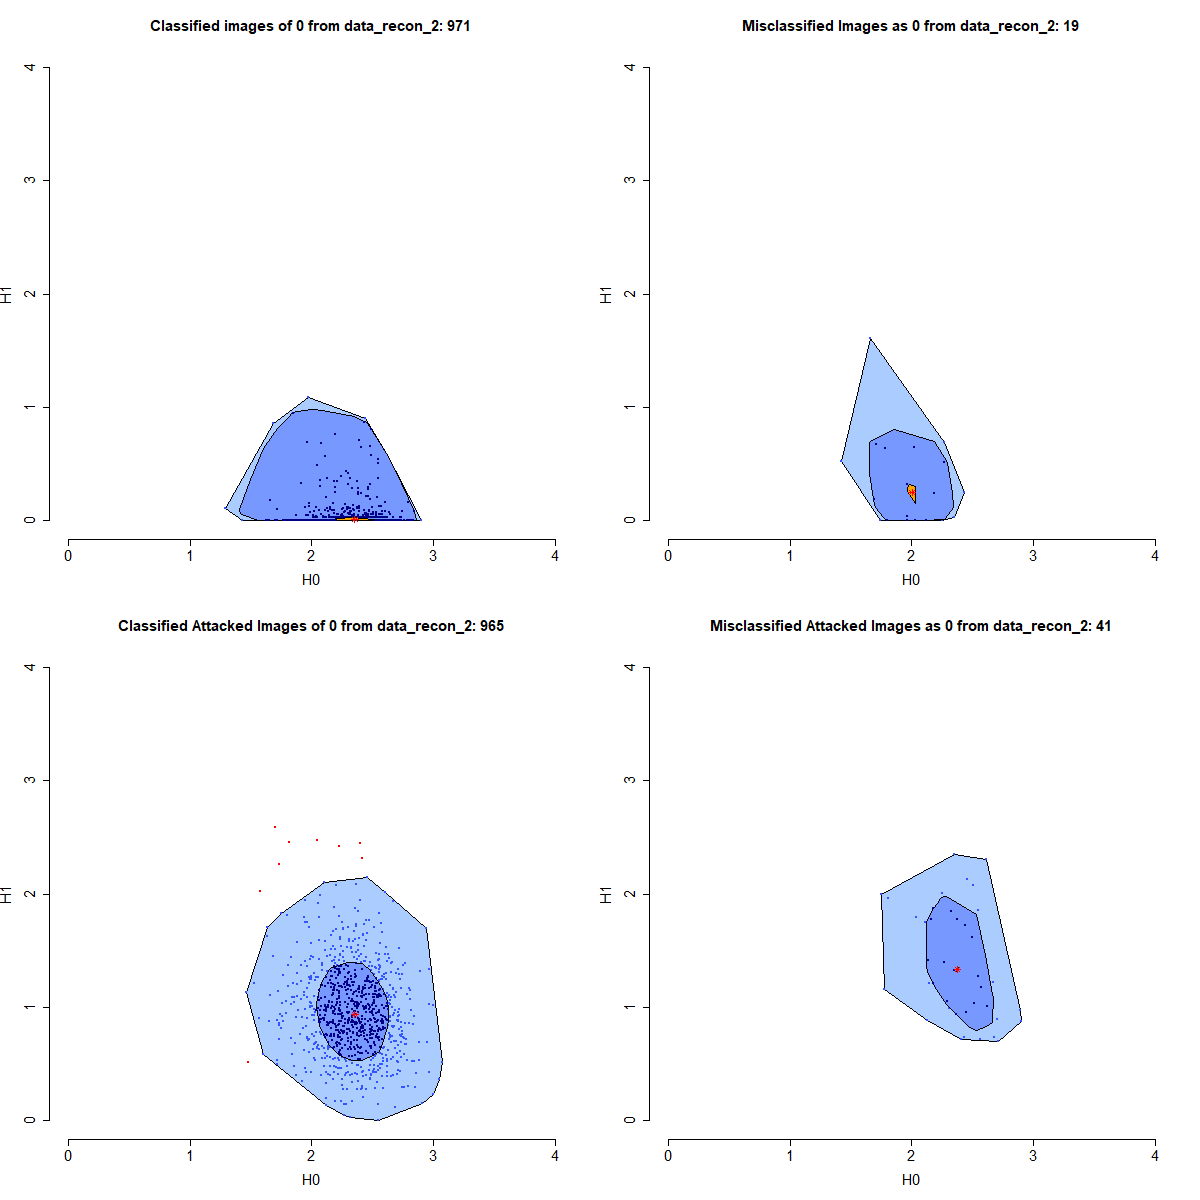 Classified images of 0 from data_recon_2: 971
4
3
2
1
0
H1
0 1 2 3 4
H0
Misclassified Images as 0 from data_recon_2: 19
4
3
2
1
0
H1
0 1 2 3 4
H0
Classified Attacked Images of 0 from data_recon_2: 965
4
3
2
1
0
H1
0 1 2 3 4
H0
Misclassified Attacked Images as 0 from data_recon_2: 41
4
3
2
1
0
H1
0 1 2 3 4
H0